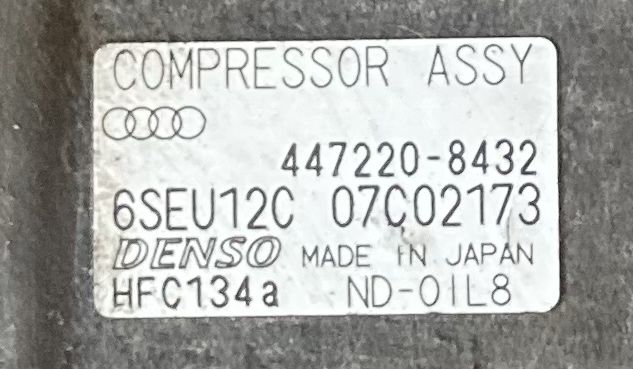 COMPRESSOR ASSY
447220-8432
6SEU12C 07C02173
DENSO MADE IN JAPAN
HFC134a ND-OIL8